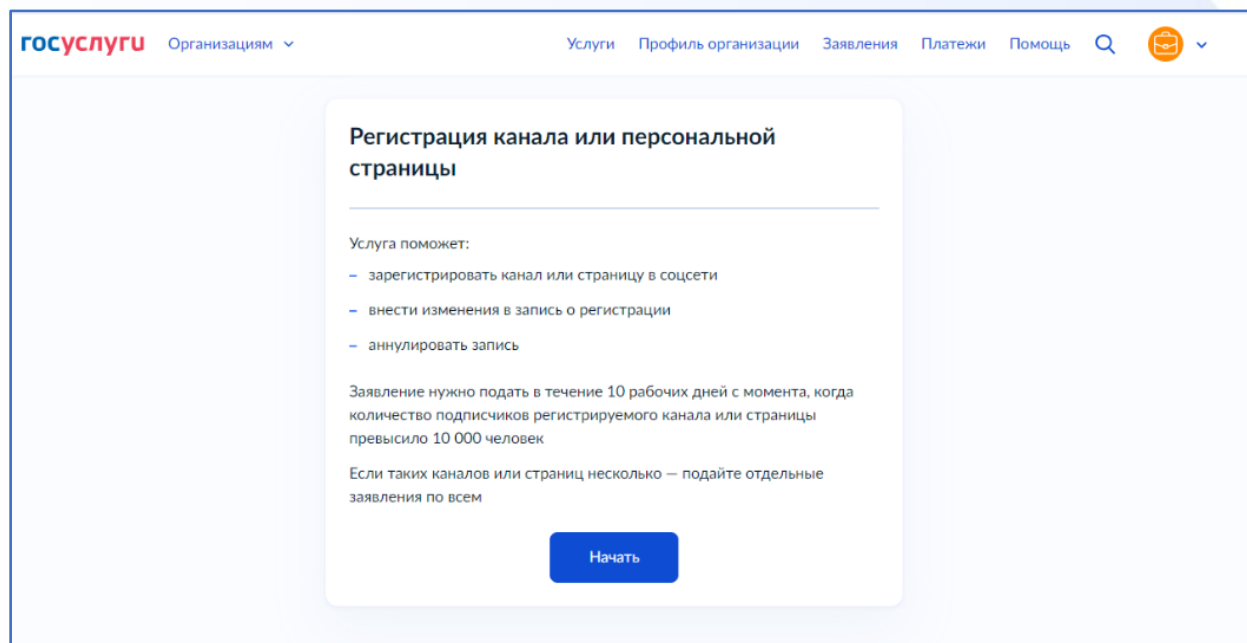 госуслуги Организациям Услуги Профиль организации Заявления Платежи Помощь
Регистрация канала или персональной
страницы
Услуга поможет:
– зарегистрировать канал или страницу в соцсети
– внести изменения в запись о регистрации
– аннулировать запись
Заявление нужно подать в течение 10 рабочих дней с момента, когда
количество подписчиков регистрируемого канала или страницы
превысило 10 000 человек
Если таких каналов или страниц несколько — подайте отдельные
заявления по всем
Начать